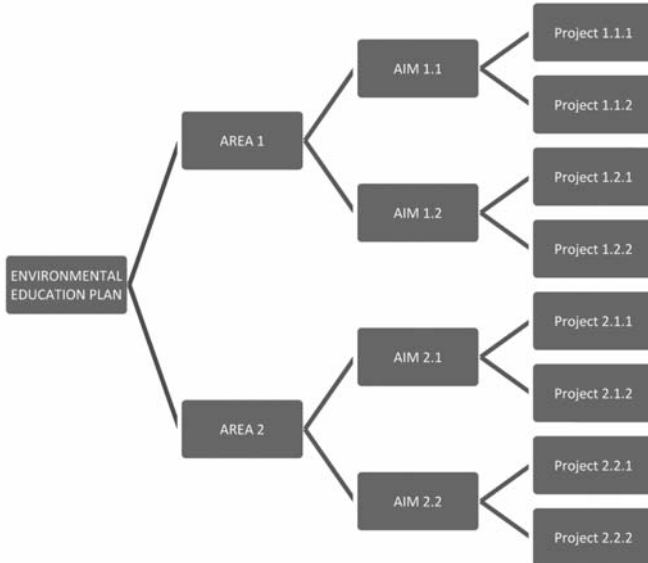 ENVIRONMENTAL
EDUCATION PLAN
AREA 1
AREA 2
AIM 1.1
AIM 1.2
AIM 2.1
AIM 2.2
Project 1.1.1
Project 1.1.2
Project 1.2.1
Project 1.2.2
Project 2.1.1
Project 2.1.2
Project 2.2.1
Project 2.2.2